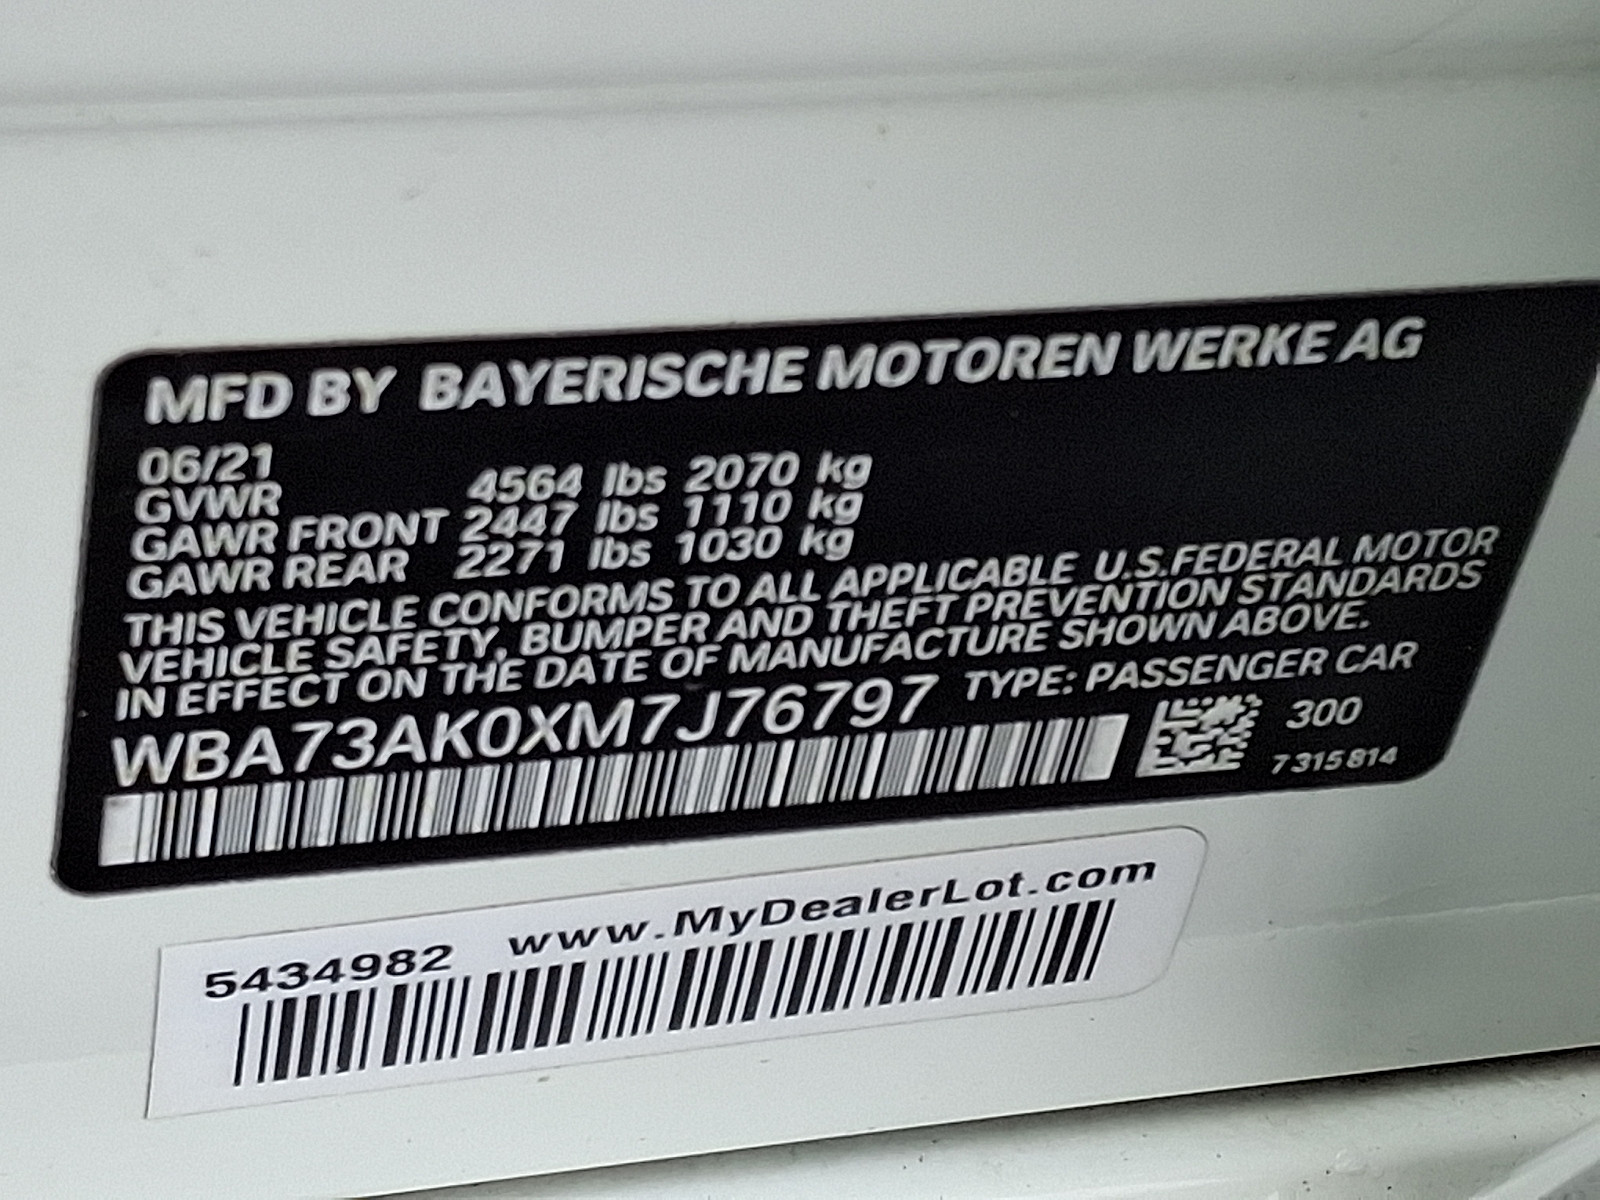 MFD BY BAYERISCHE MOTOREN WERKE AG
06/21
GVWR 4564 lbs 2070 kg
GAWR FRONT 2447 lbs 1110 kg
GAWR REAR 2271 lbs 1030 kg
THIS VEHICLE CONFORMS TO ALL APPLICABLE U.S.FEDERAL MOTOR
VEHICLE SAFETY, BUMPER AND THEFT PREVENTION STANDARDS
IN EFFECT ON THE DATE OF MANUFACTURE SHOWN ABOVE.
WBA73AK0XM7J76797 TYPE: PASSENGER CAR
300
7315814
5434982 www.MyDealerLot.com